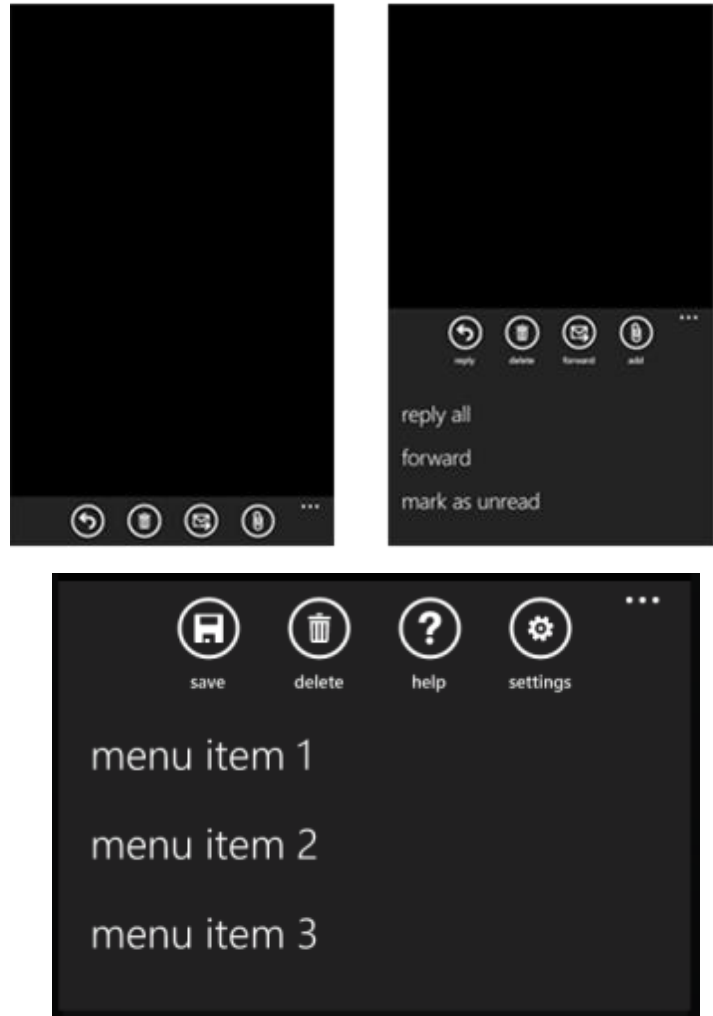 reply delete forward add
reply all
forward
mark as unread
save delete help settings
menu item 1
menu item 2
menu item 3